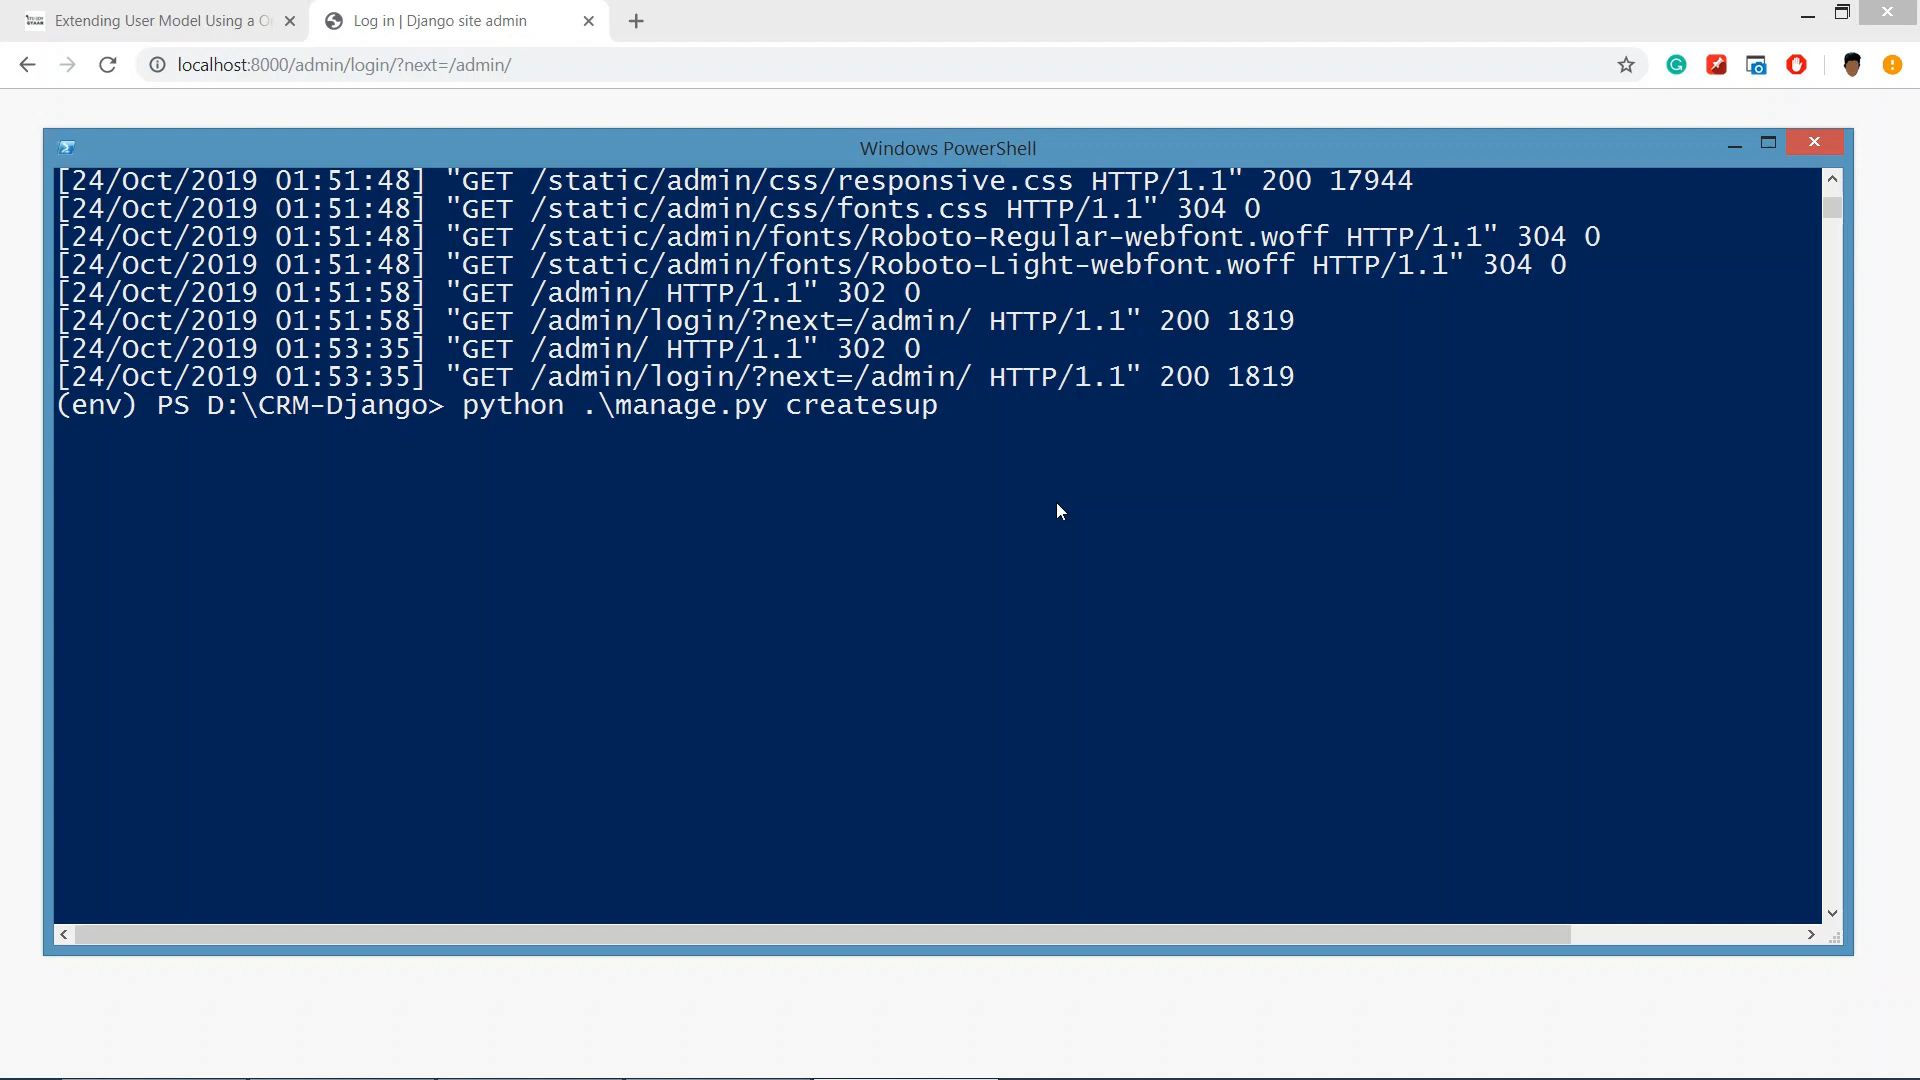 Extending User Model Using a O
Log in | Django site admin
localhost:8000/admin/login/?next=/admin/
Windows PowerShell
[24/Oct/2019 01:51:48] "GET /static/admin/css/responsive.css HTTP/1.1" 200 17944
[24/Oct/2019 01:51:48] "GET /static/admin/css/fonts.css HTTP/1.1" 304 0
[24/Oct/2019 01:51:48] "GET /static/admin/fonts/Roboto-Regular-webfont.woff HTTP/1.1" 304 0
[24/Oct/2019 01:51:48] "GET /static/admin/fonts/Roboto-Light-webfont.woff HTTP/1.1" 304 0
[24/Oct/2019 01:51:58] "GET /admin/ HTTP/1.1" 302 0
[24/Oct/2019 01:51:58] "GET /admin/login/?next=/admin/ HTTP/1.1" 200 1819
[24/Oct/2019 01:53:35] "GET /admin/ HTTP/1.1" 302 0
[24/Oct/2019 01:53:35] "GET /admin/login/?next=/admin/ HTTP/1.1" 200 1819
(env) PS D:\CRM-Django> python .\manage.py createsup